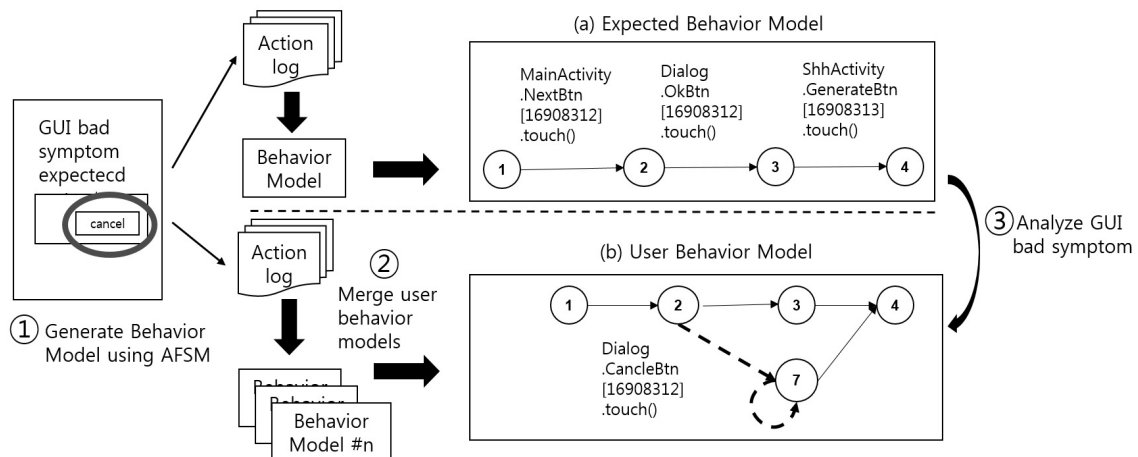 GUI bad
symptom
expectecd
cancel
① Generate Behavior
Model using AFSM
Action
log
Behavior
Model
Action
log
②
Merge user
behavior
models
Behavior
Behavior
Behavior
Model #n
(a) Expected Behavior Model
MainActivity
.NextBtn
[16908312]
.touch()
Dialog
.OkBtn
[16908312]
.touch()
ShhActivity
.GenerateBtn
[16908313]
.touch()
1 2 3 4
(b) User Behavior Model
1 2 3 4
Dialog
.CancleBtn
[16908312]
.touch()
7
③ Analyze GUI
bad symptom